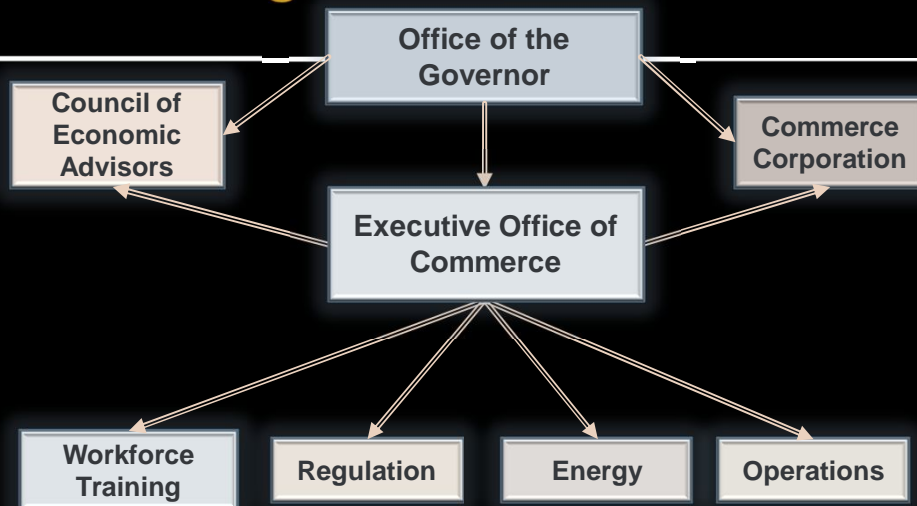 Office of the
Governor
Council of
Economic
Advisors
Commerce
Corporation
Executive Office of
Commerce
Workforce
Training
Regulation
Energy
Operations